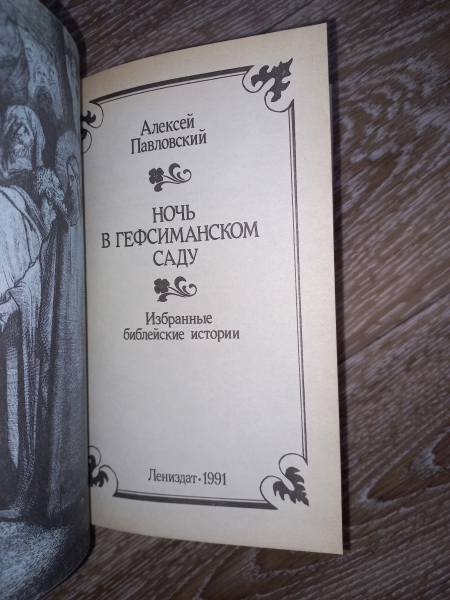 Алексей
Павловский
НОЧЬ
В ГЕФСИМАНСКОМ
САДУ
Избранные
библейские истории
Лениздат · 1991